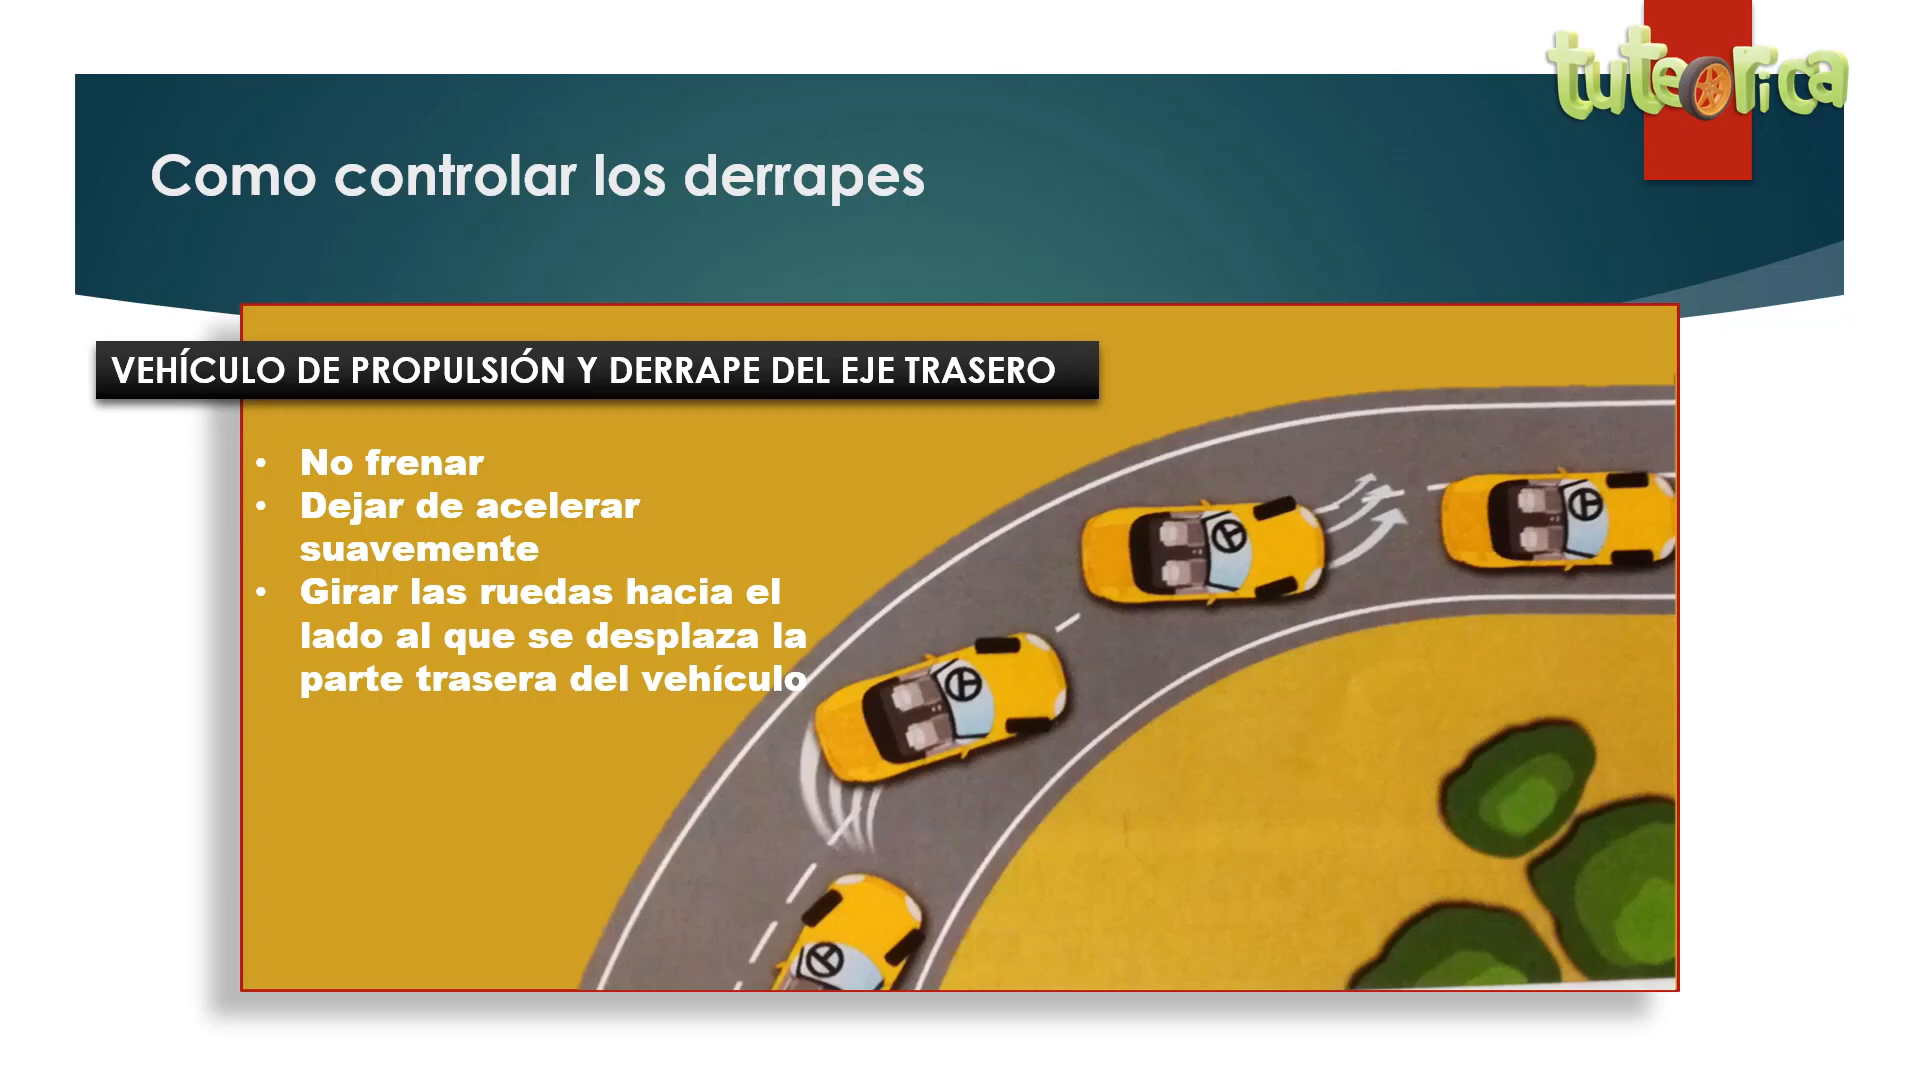 tuteorica
Como controlar los derrapes
VEHÍCULO DE PROPULSIÓN Y DERRAPE DEL EJE TRASERO
• No frenar
• Dejar de acelerar
suavemente
• Girar las ruedas hacia el
lado al que se desplaza la
parte trasera del vehículo